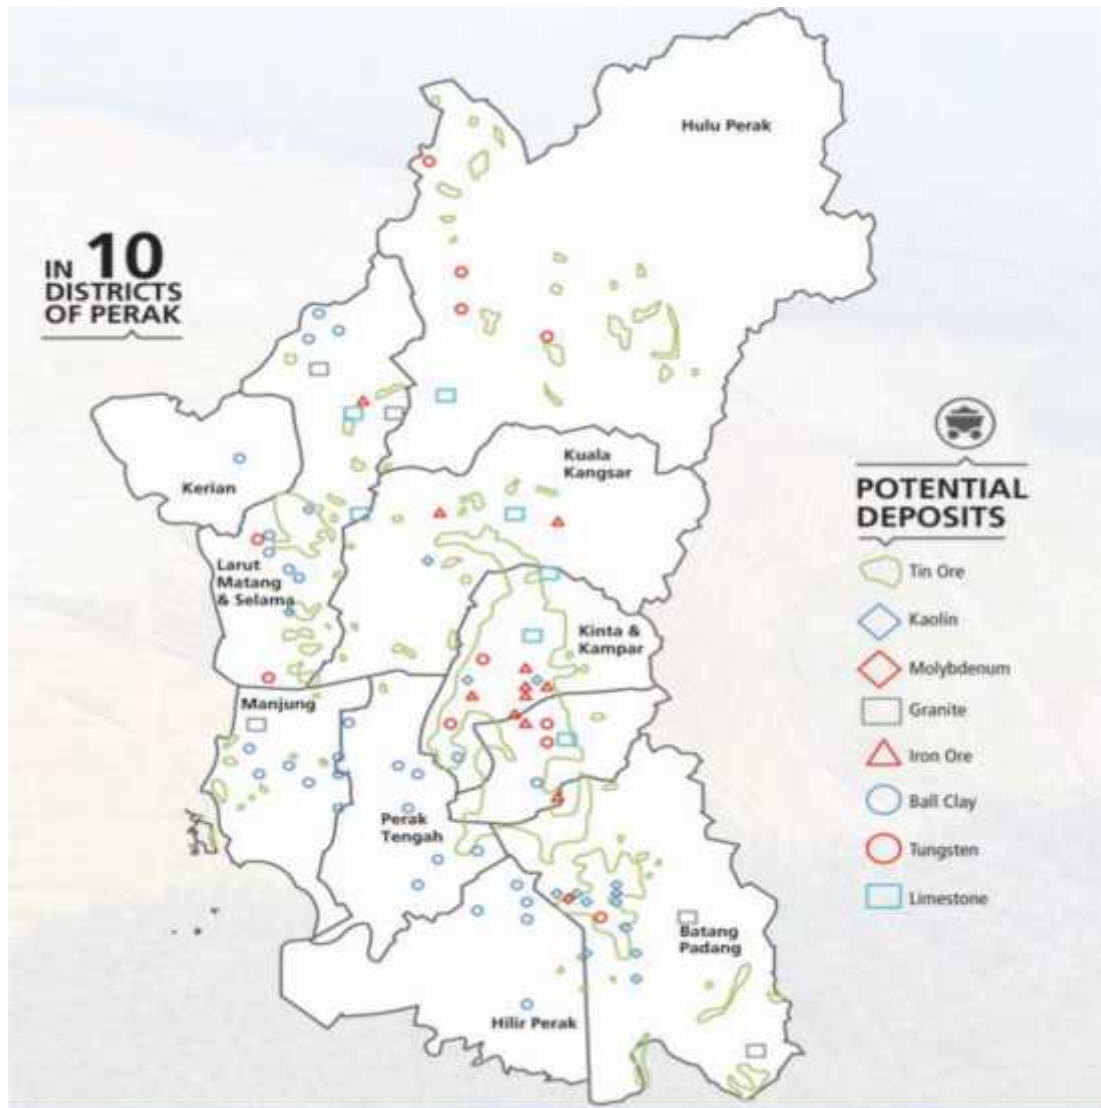 IN 10
DISTRICTS
OF PERAK
Hulu Perak
Kuala
Kangsar
Kerian
Larut
Matang
& Selama
Kinta &
Kampar
Manjung
Perak
Tengah
Batang
Padang
Hilir Perak
POTENTIAL
DEPOSITS
Tin Ore
Kaolin
Molybdenum
Granite
Iron Ore
Ball Clay
Tungsten
Limestone